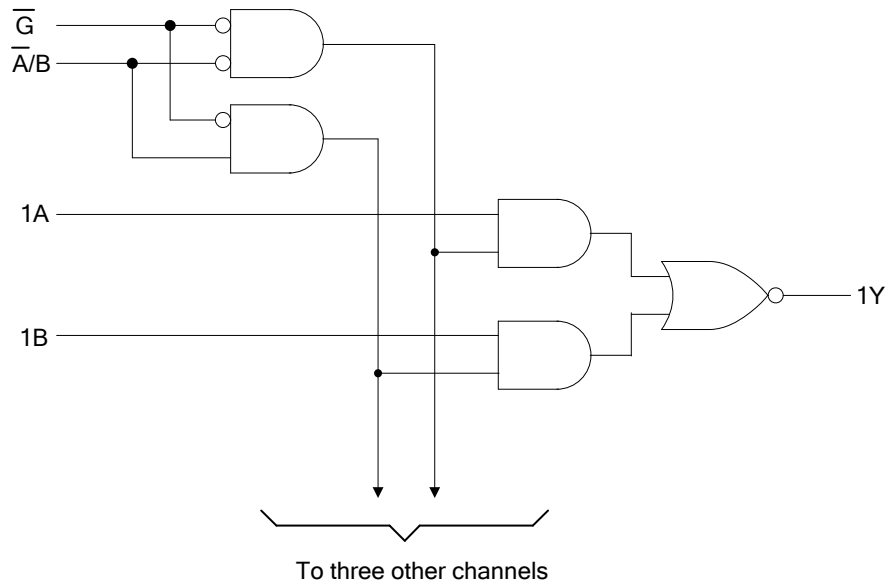 G̅
A̅/B
1A
1Y
1B
To three other channels